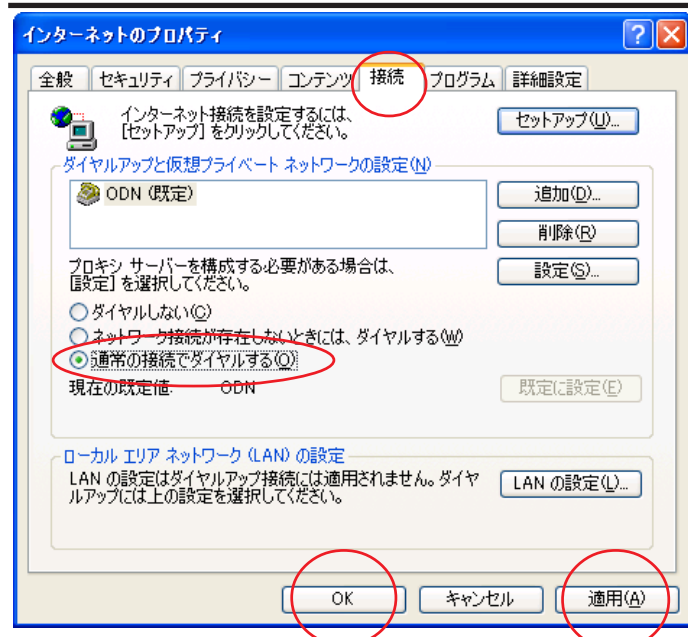 インターネットのプロパティ
全般 セキュリティ プライバシー コンテンツ 接続 プログラム 詳細設定
インターネット接続を設定するには、
[セットアップ] をクリックしてください。
セットアップ(U)...
ダイヤルアップと仮想プライベート ネットワークの設定(N)
ODN (既定)
追加(D)...
削除(R)
プロキシ サーバーを構成する必要がある場合は、
[設定] を選択してください。
設定(S)...
ダイヤルしない(C)
ネットワーク接続が存在しないときには、ダイヤルする(W)
通常の接続でダイヤルする(O)
現在の既定値: ODN
既定に設定(E)
ローカル エリア ネットワーク (LAN) の設定
LAN の設定はダイヤルアップ接続には適用されません。ダイヤ
ルアップには上の設定を選択してください。
LAN の設定(L)...
OK キャンセル 適用(A)